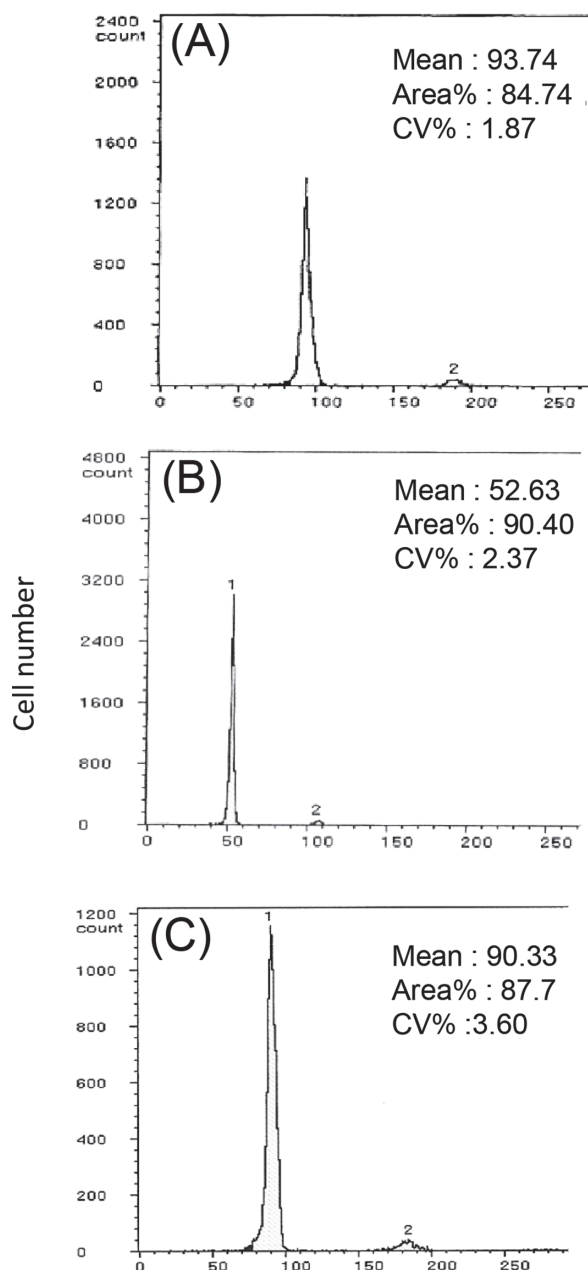 2400
count
(A)
Mean : 93.74
Area% : 84.74
CV% : 1.87
2000
1600
1200
800
400
0
2
0 50 100 150 200 250
4800
count
(B)
Mean : 52.63
Area% : 90.40
CV% : 2.37
4000
3200
2400
1600
800
0
1
2
0 50 100 150 200 250
Cell number
1200
count
(C)
Mean : 90.33
Area% : 87.7
CV% :3.60
1000
800
600
400
200
0
1
2
0 50 100 150 200 250